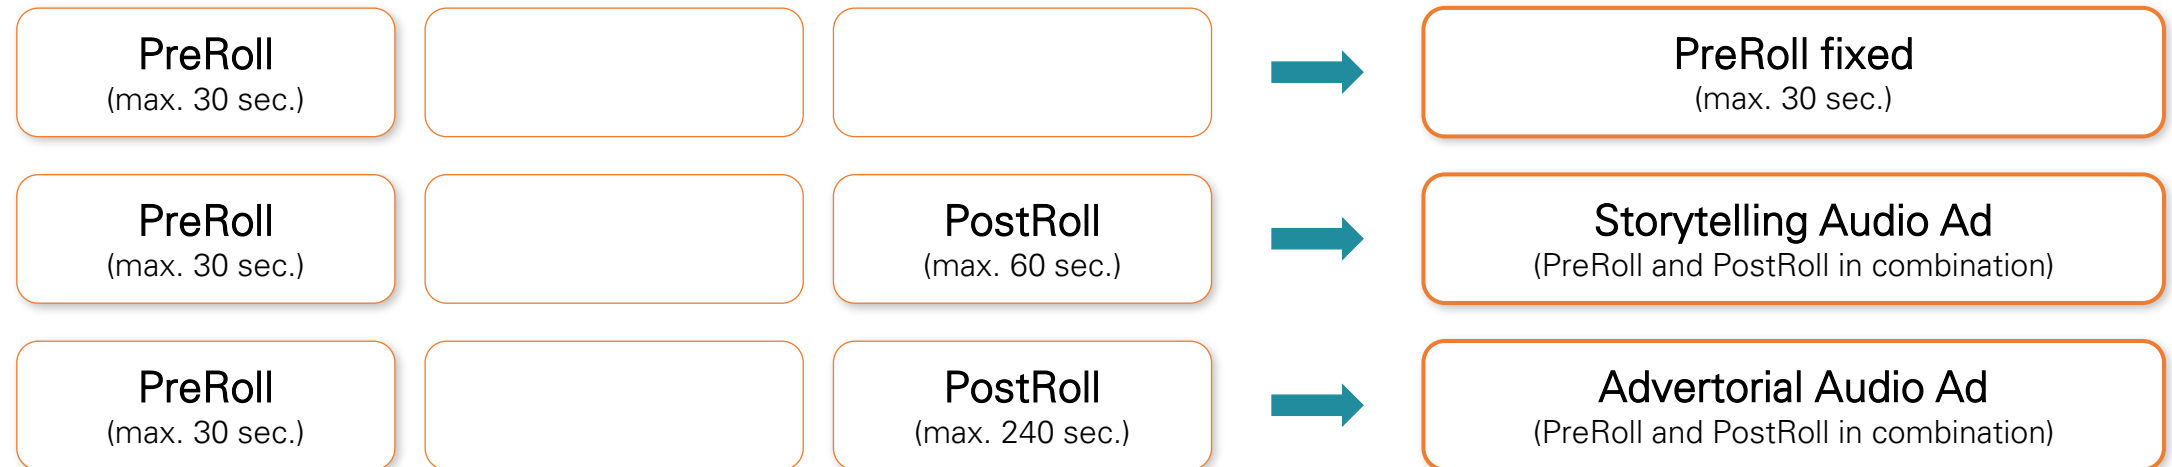 PreRoll
(max. 30 sec.)
PreRoll fixed
(max. 30 sec.)
PreRoll
(max. 30 sec.)
PostRoll
(max. 60 sec.)
Storytelling Audio Ad
(PreRoll and PostRoll in combination)
PreRoll
(max. 30 sec.)
PostRoll
(max. 240 sec.)
Advertorial Audio Ad
(PreRoll and PostRoll in combination)